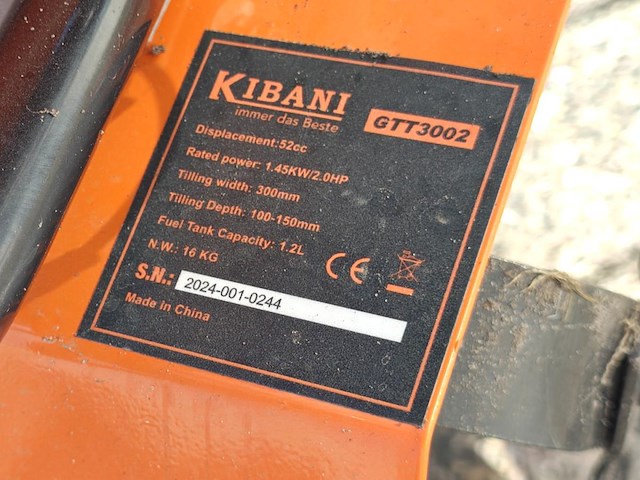 KIBANI
immer das Beste
GTT3002
Displacement:52cc
Rated power: 1.45KW/2.0HP
Tilling width: 300mm
Tilling Depth: 100-150mm
Fuel Tank Capacity: 1.2L
N.W.: 16 KG
CE
S.N.: 2024-001-0244
Made in China